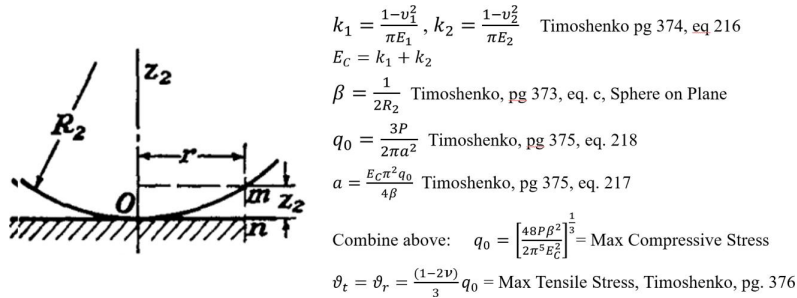 z₂
R₂
r
O
m
z₂
n
k₁ = (1−υ₁²)/(πE₁) , k₂ = (1−υ₂²)/(πE₂) Timoshenko pg 374, eq 216
E_C = k₁ + k₂
β = 1/(2R₂) Timoshenko, pg 373, eq. c, Sphere on Plane
q₀ = 3P/(2πa²) Timoshenko, pg 375, eq. 218
a = (E_Cπ²q₀)/(4β) Timoshenko, pg 375, eq. 217
Combine above: q₀ = [48Pβ²/(2π⁵E_C²)]^(1/3) = Max Compressive Stress
ϑ_t = ϑ_r = ((1−2ν)/3) q₀ = Max Tensile Stress, Timoshenko, pg. 376